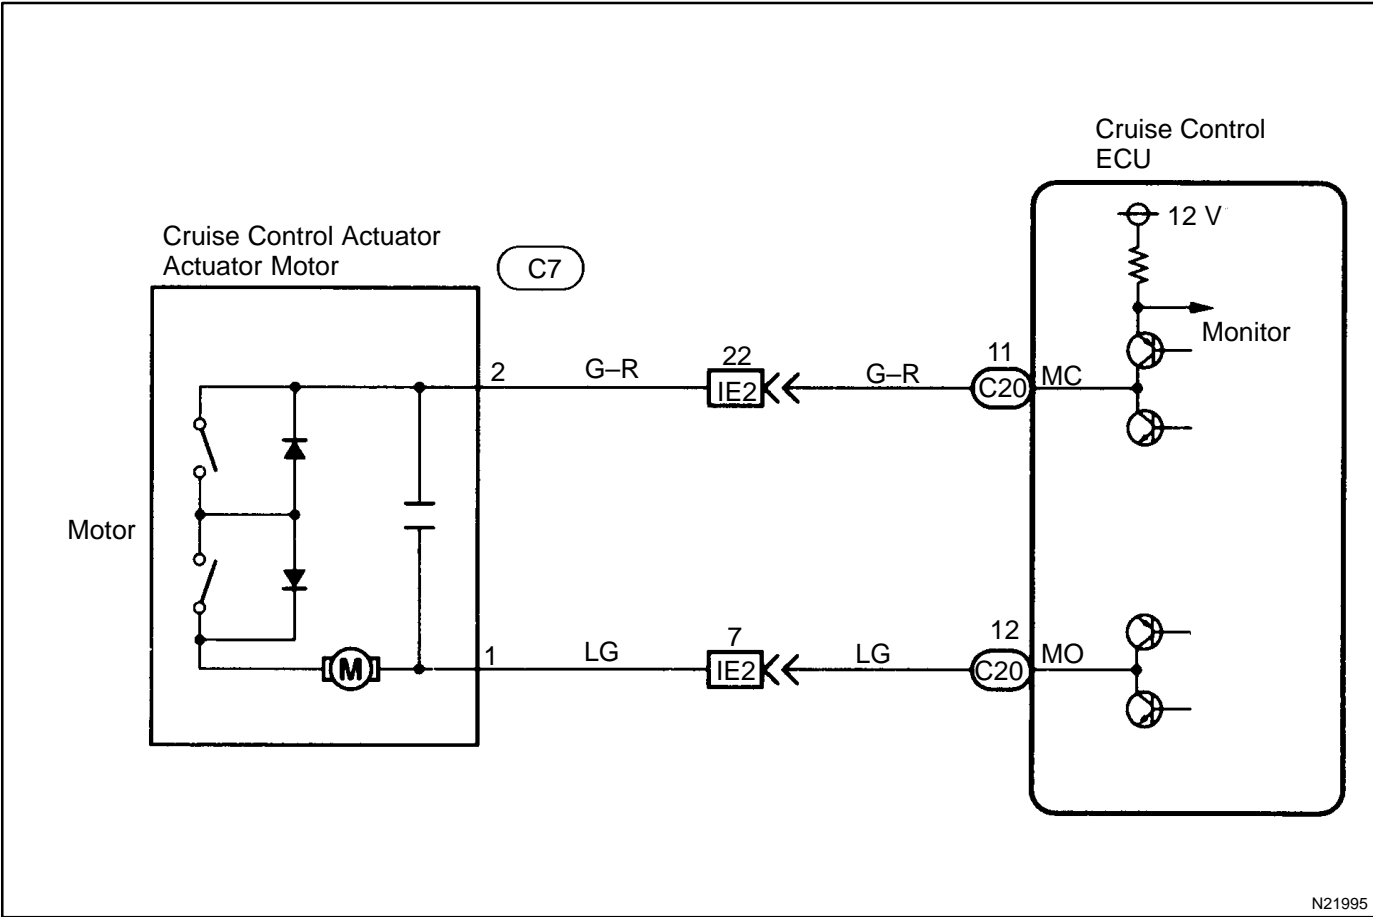 Cruise Control
ECU
12 V
Monitor
Cruise Control Actuator
Actuator Motor
C7
2
G–R
22
IE2
G–R
11
C20
MC
Motor
M
1
LG
7
IE2
LG
12
C20
MO
N21995